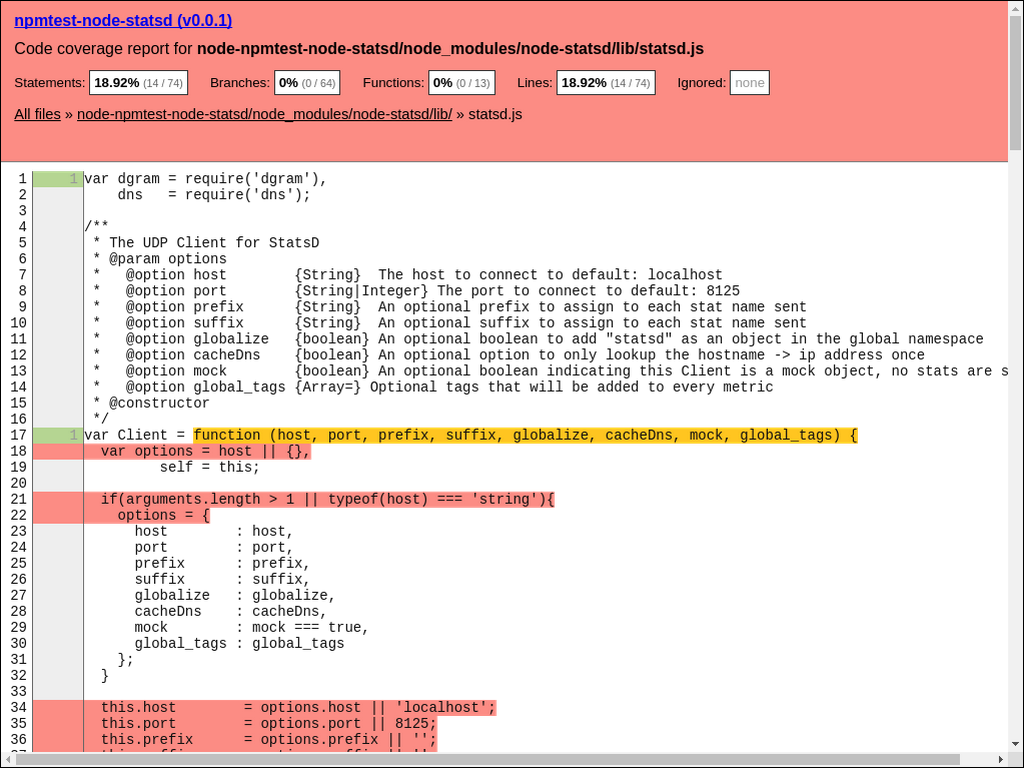 npmtest-node-statsd (v0.0.1)
Code coverage report for node-npmtest-node-statsd/node_modules/node-statsd/lib/statsd.js
Statements: 18.92% (14 / 74) Branches: 0% (0 / 64) Functions: 0% (0 / 13) Lines: 18.92% (14 / 74) Ignored: none
All files » node-npmtest-node-statsd/node_modules/node-statsd/lib/ » statsd.js
1 1 var dgram = require('dgram'),
2     dns   = require('dns');
3
4 /**
5  * The UDP Client for StatsD
6  * @param options
7  *   @option host        {String}  The host to connect to default: localhost
8  *   @option port        {String|Integer} The port to connect to default: 8125
9  *   @option prefix      {String}  An optional prefix to assign to each stat name sent
10  *   @option suffix      {String}  An optional suffix to assign to each stat name sent
11  *   @option globalize   {boolean} An optional boolean to add "statsd" as an object in the global namespace
12  *   @option cacheDns    {boolean} An optional option to only lookup the hostname -> ip address once
13  *   @option mock        {boolean} An optional boolean indicating this Client is a mock object, no stats are s
14  *   @option global_tags {Array=} Optional tags that will be added to every metric
15  * @constructor
16  */
17 1 var Client = function (host, port, prefix, suffix, globalize, cacheDns, mock, global_tags) {
18   var options = host || {},
19          self = this;
20
21   if(arguments.length > 1 || typeof(host) === 'string'){
22     options = {
23       host        : host,
24       port        : port,
25       prefix      : prefix,
26       suffix      : suffix,
27       globalize   : globalize,
28       cacheDns    : cacheDns,
29       mock        : mock === true,
30       global_tags : global_tags
31     };
32   }
33
34   this.host        = options.host || 'localhost';
35   this.port        = options.port || 8125;
36   this.prefix      = options.prefix || '';